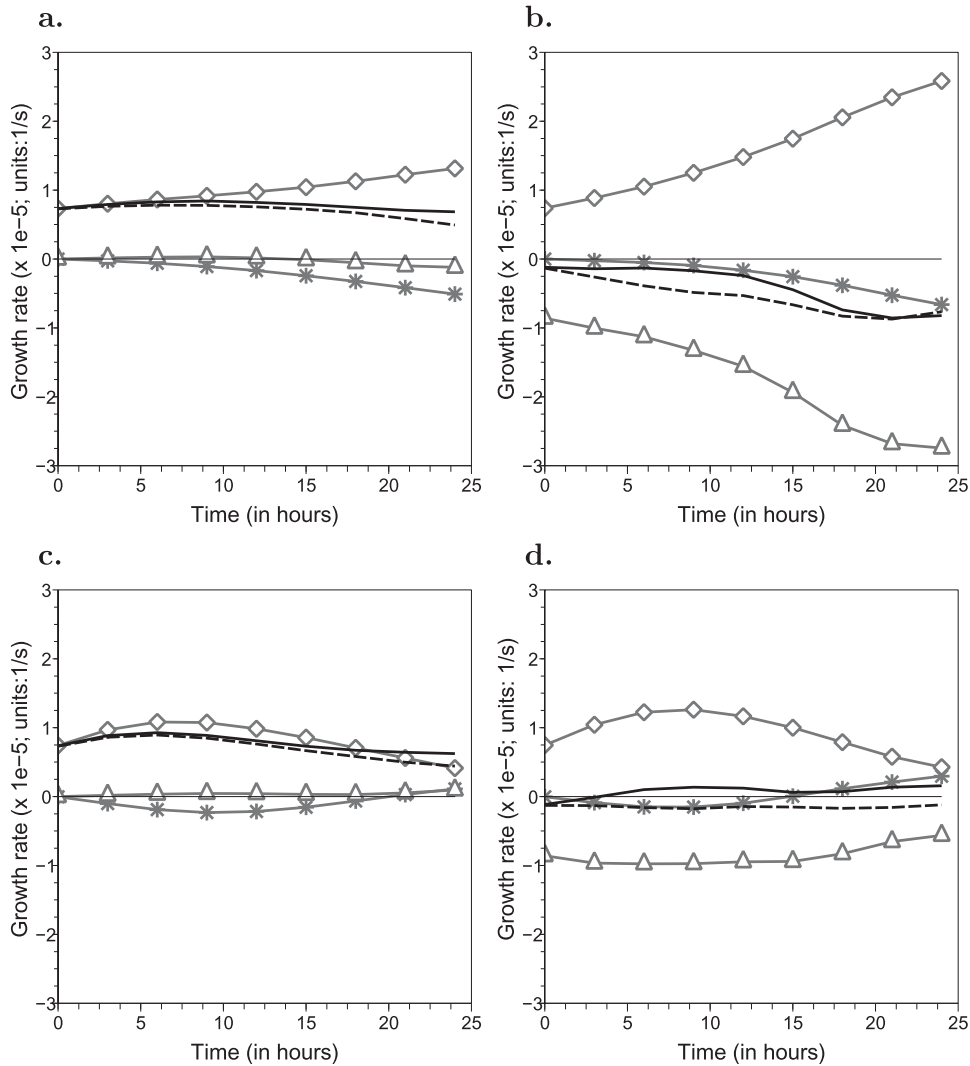 a.
3
2
1
0
−1
−2
−3
Growth rate (x 1e−5; units:1/s)
0 5 10 15 20 25
Time (in hours)
b.
3
2
1
0
−1
−2
−3
Growth rate (x 1e−5; units:1/s)
0 5 10 15 20 25
Time (in hours)
c.
3
2
1
0
−1
−2
−3
Growth rate (x 1e−5; units:1/s)
0 5 10 15 20 25
Time (in hours)
d.
3
2
1
0
−1
−2
−3
Growth rate (x 1e−5; units: 1/s)
0 5 10 15 20 25
Time (in hours)